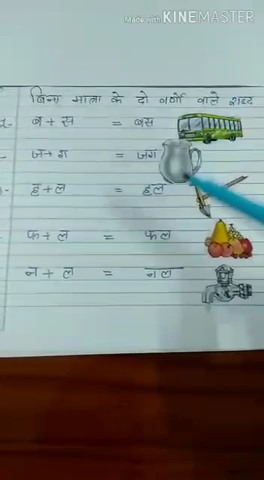 Made with KINEMASTER
बिना मात्रा के दो वर्णो वाले शब्द
ब + स = बस
ज + ग = जग
ह + ल = हल
फ + ल = फल
न + ल = नल